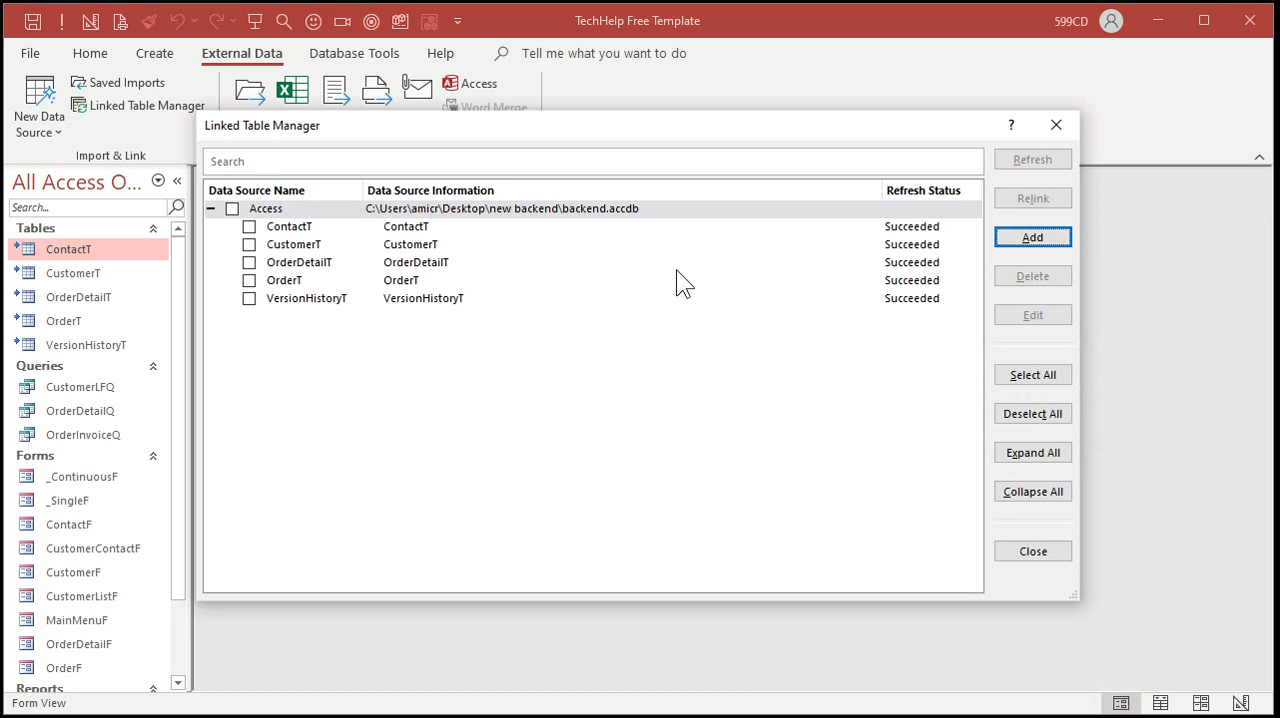 TechHelp Free Template
599CD
File Home Create External Data Database Tools Help Tell me what you want to do
New Data Source
Saved Imports
Linked Table Manager
Access
Word Merge
Import & Link
All Access O...
Search...
Tables
ContactT
CustomerT
OrderDetailT
OrderT
VersionHistoryT
Queries
CustomerLFQ
OrderDetailQ
OrderInvoiceQ
Forms
_ContinuousF
_SingleF
ContactF
CustomerContactF
CustomerF
CustomerListF
MainMenuF
OrderDetailF
OrderF
Reports
Linked Table Manager
?
Search
Data Source Name Data Source Information Refresh Status
Access C:\Users\amicr\Desktop\new backend\backend.accdb
ContactT ContactT Succeeded
CustomerT CustomerT Succeeded
OrderDetailT OrderDetailT Succeeded
OrderT OrderT Succeeded
VersionHistoryT VersionHistoryT Succeeded
Refresh
Relink
Add
Delete
Edit
Select All
Deselect All
Expand All
Collapse All
Close
Form View